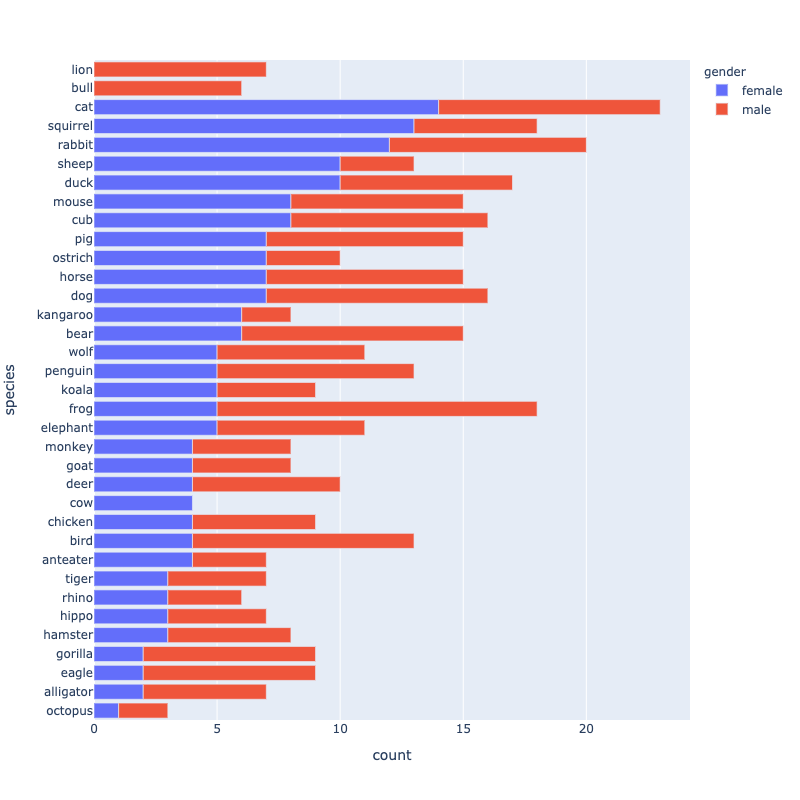 gender
female
male
species
lion
bull
cat
squirrel
rabbit
sheep
duck
mouse
cub
pig
ostrich
horse
dog
kangaroo
bear
wolf
penguin
koala
frog
elephant
monkey
goat
deer
cow
chicken
bird
anteater
tiger
rhino
hippo
hamster
gorilla
eagle
alligator
octopus
0 5 10 15 20
count